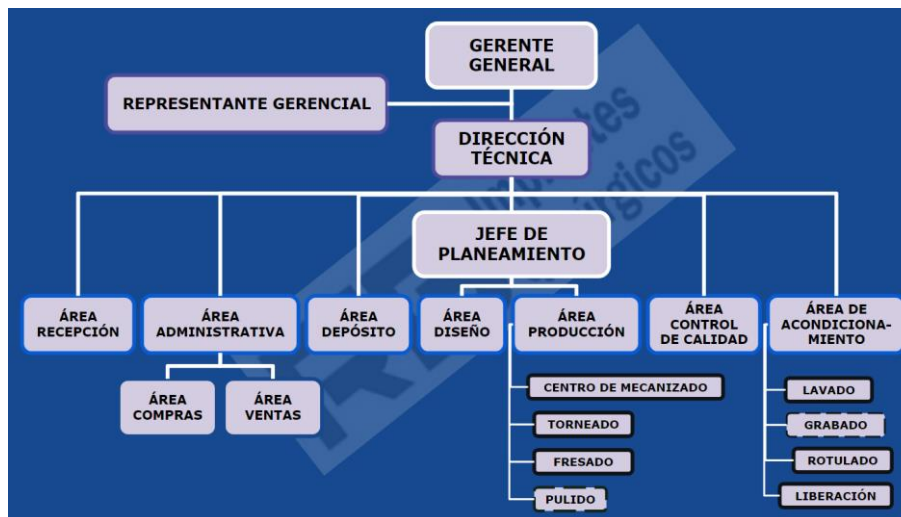 GERENTE
GENERAL
REPRESENTANTE GERENCIAL
DIRECCIÓN
TÉCNICA
JEFE DE
PLANEAMIENTO
ÁREA
RECEPCIÓN
ÁREA
ADMINISTRATIVA
ÁREA
DEPÓSITO
ÁREA
DISEÑO
ÁREA
PRODUCCIÓN
ÁREA
CONTROL
DE CALIDAD
ÁREA DE
ACONDICIONA-
MIENTO
ÁREA
COMPRAS
ÁREA
VENTAS
CENTRO DE MECANIZADO
TORNEADO
FRESADO
PULIDO
LAVADO
GRABADO
ROTULADO
LIBERACIÓN